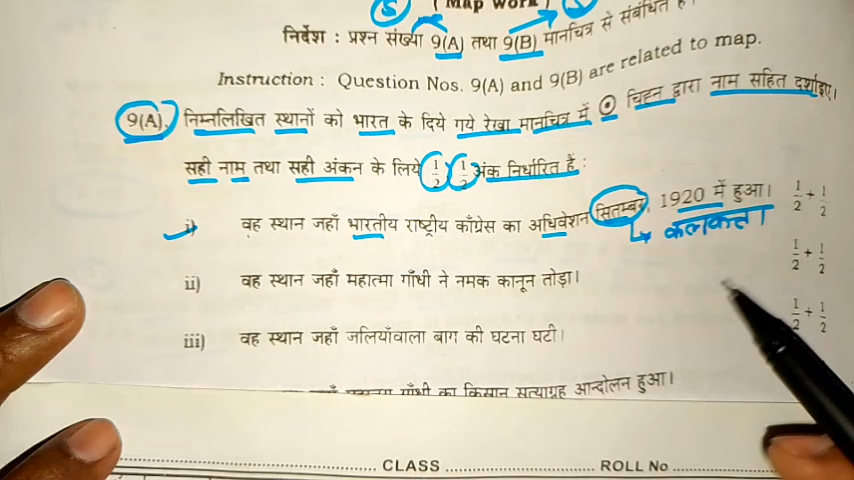 ( Map Work )
निर्देश : प्रश्न संख्या 9(A) तथा 9(B) मानचित्र से संबंधित हैं।
Instruction : Question Nos. 9(A) and 9(B) are related to map.
9(A). निम्नलिखित स्थानों को भारत के दिये गये रेखा मानचित्र में चिह्न द्वारा नाम सहित दर्शाइए।
सही नाम तथा सही अंकन के लिये 1/2, 1/2 अंक निर्धारित हैं :
i) वह स्थान जहाँ भारतीय राष्ट्रीय काँग्रेस का अधिवेशन सितम्बर, 1920 में हुआ। 1/2 + 1/2
कलकत्ता
ii) वह स्थान जहाँ महात्मा गाँधी ने नमक कानून तोड़ा। 1/2 + 1/2
iii) वह स्थान जहाँ जलियाँवाला बाग की घटना घटी। 1/2 + 1/2
गाँधी का किसान सत्याग्रह आन्दोलन हुआ।
CLASS ROLL No